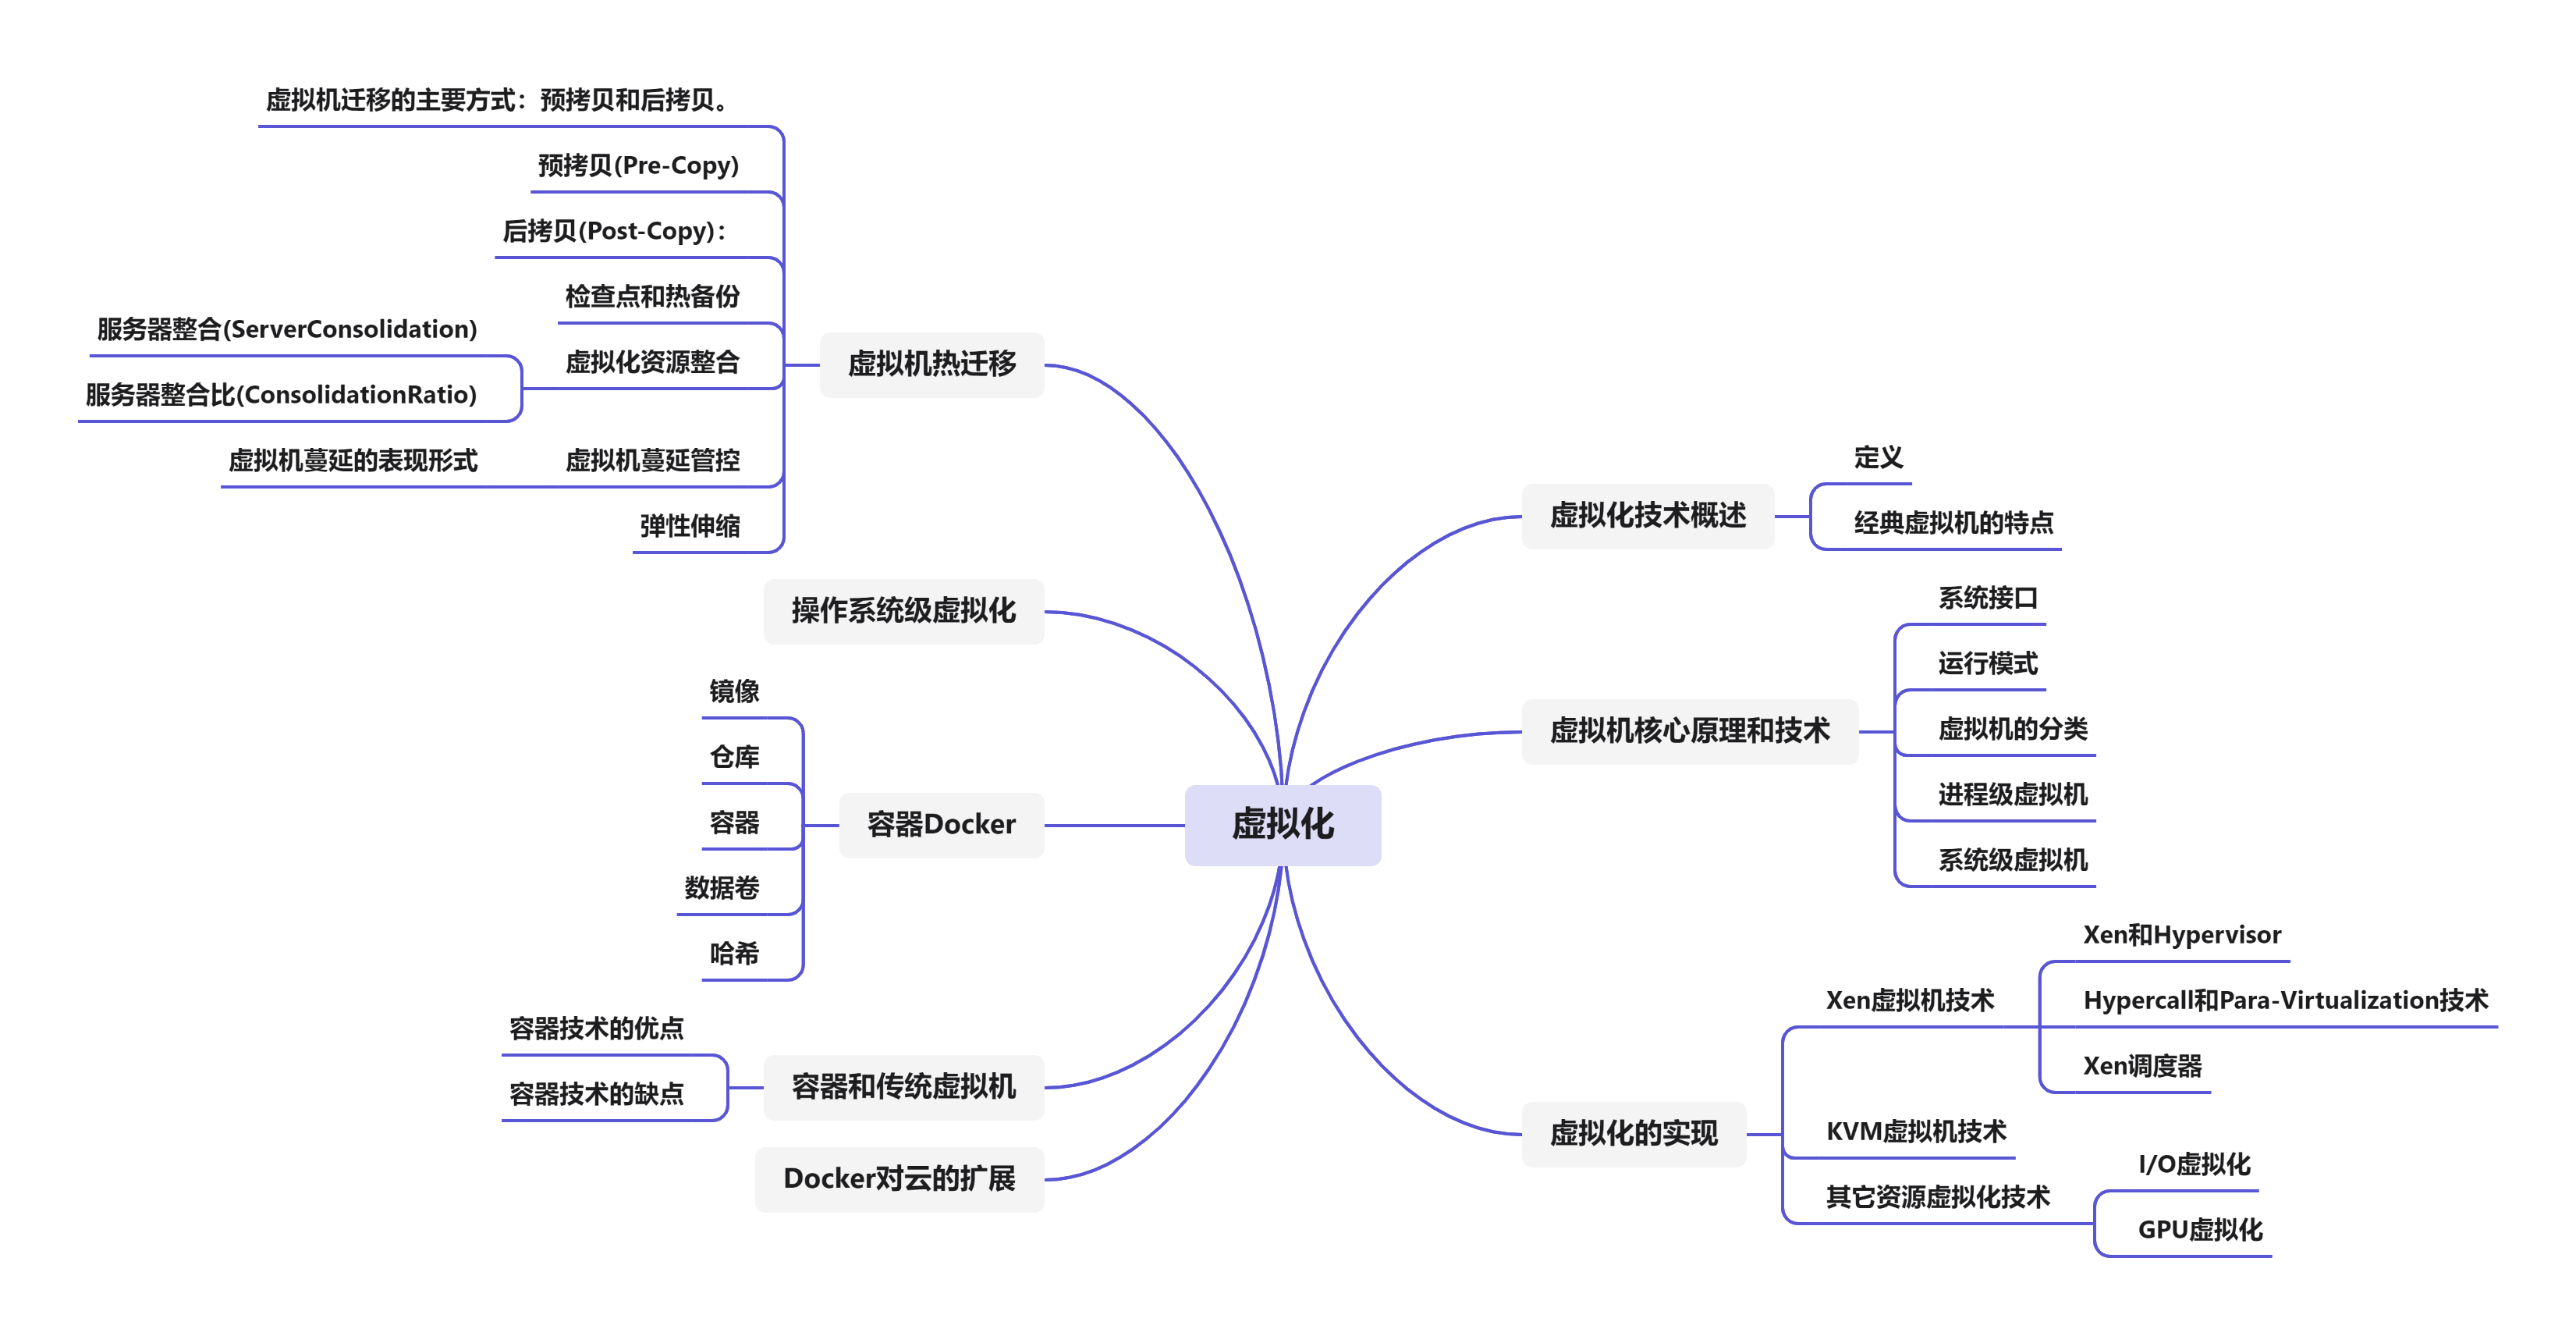 虚拟化
虚拟化技术概述
定义
经典虚拟机的特点
虚拟机核心原理和技术
系统接口
运行模式
虚拟机的分类
进程级虚拟机
系统级虚拟机
虚拟化的实现
Xen虚拟机技术
Xen和Hypervisor
Hypercall和Para-Virtualization技术
Xen调度器
KVM虚拟机技术
其它资源虚拟化技术
I/O虚拟化
GPU虚拟化
虚拟机热迁移
虚拟机迁移的主要方式：预拷贝和后拷贝。
预拷贝(Pre-Copy)
后拷贝(Post-Copy)：
检查点和热备份
虚拟化资源整合
服务器整合(ServerConsolidation)
服务器整合比(ConsolidationRatio)
虚拟机蔓延管控
虚拟机蔓延的表现形式
弹性伸缩
操作系统级虚拟化
容器Docker
镜像
仓库
容器
数据卷
哈希
容器和传统虚拟机
容器技术的优点
容器技术的缺点
Docker对云的扩展